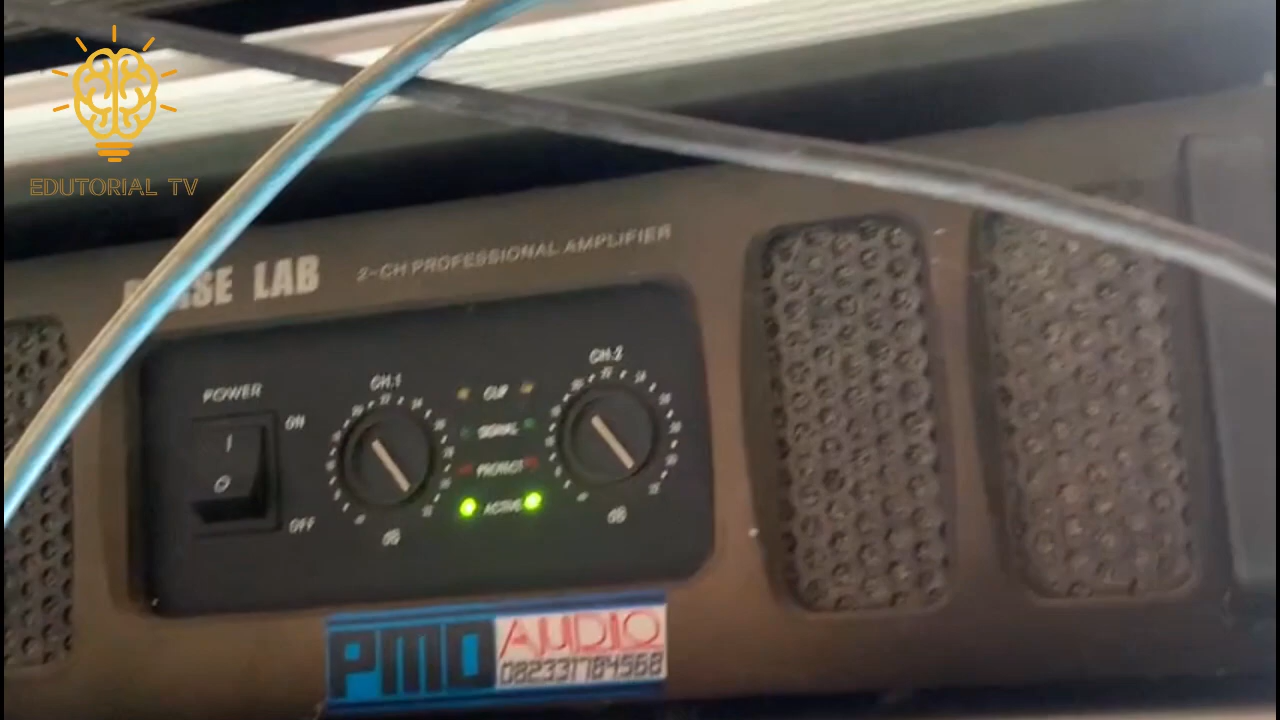 EDUTORIAL TV
LAB
2-CH PROFESSIONAL AMPLIFIER
POWER
ON
I
O
OFF
CH.1
dB
CLIP
SIGNAL
PROTECT
ACTIVE
CH.2
dB
PMO AUDIO
082331784568